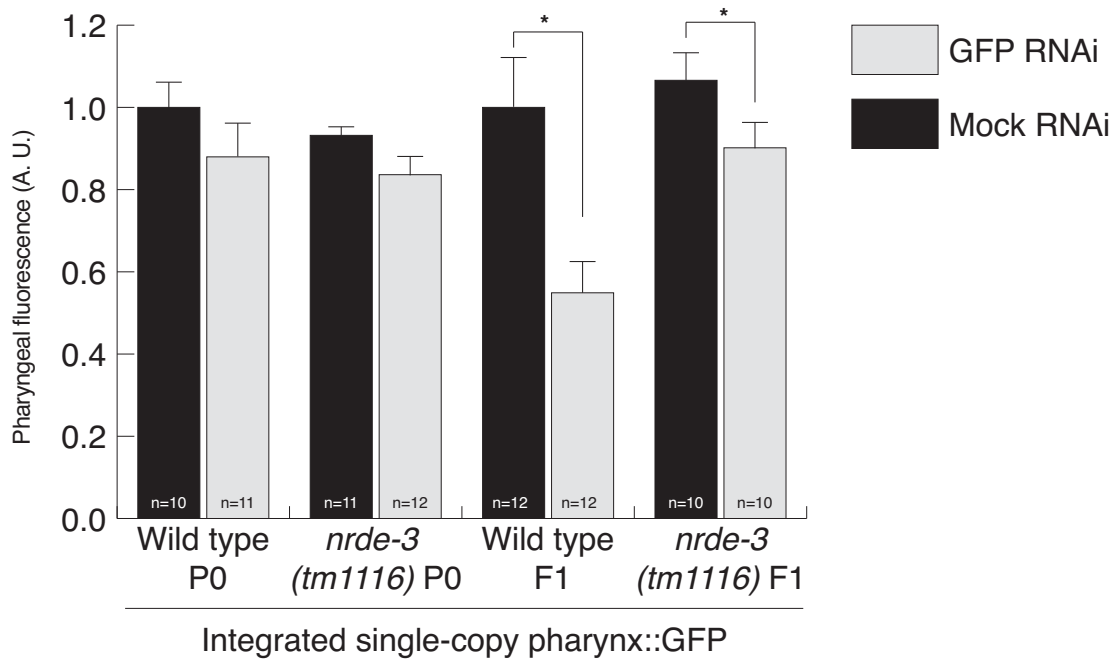 1.2
1.0
0.8
0.6
0.4
0.2
0.0
Pharyngeal fluorescence (A. U.)
*
*
GFP RNAi
Mock RNAi
n=10 n=11 n=11 n=12 n=12 n=12 n=10 n=10
Wild type nrde-3 Wild type nrde-3
P0 (tm1116) P0 F1 (tm1116) F1
Integrated single-copy pharynx::GFP